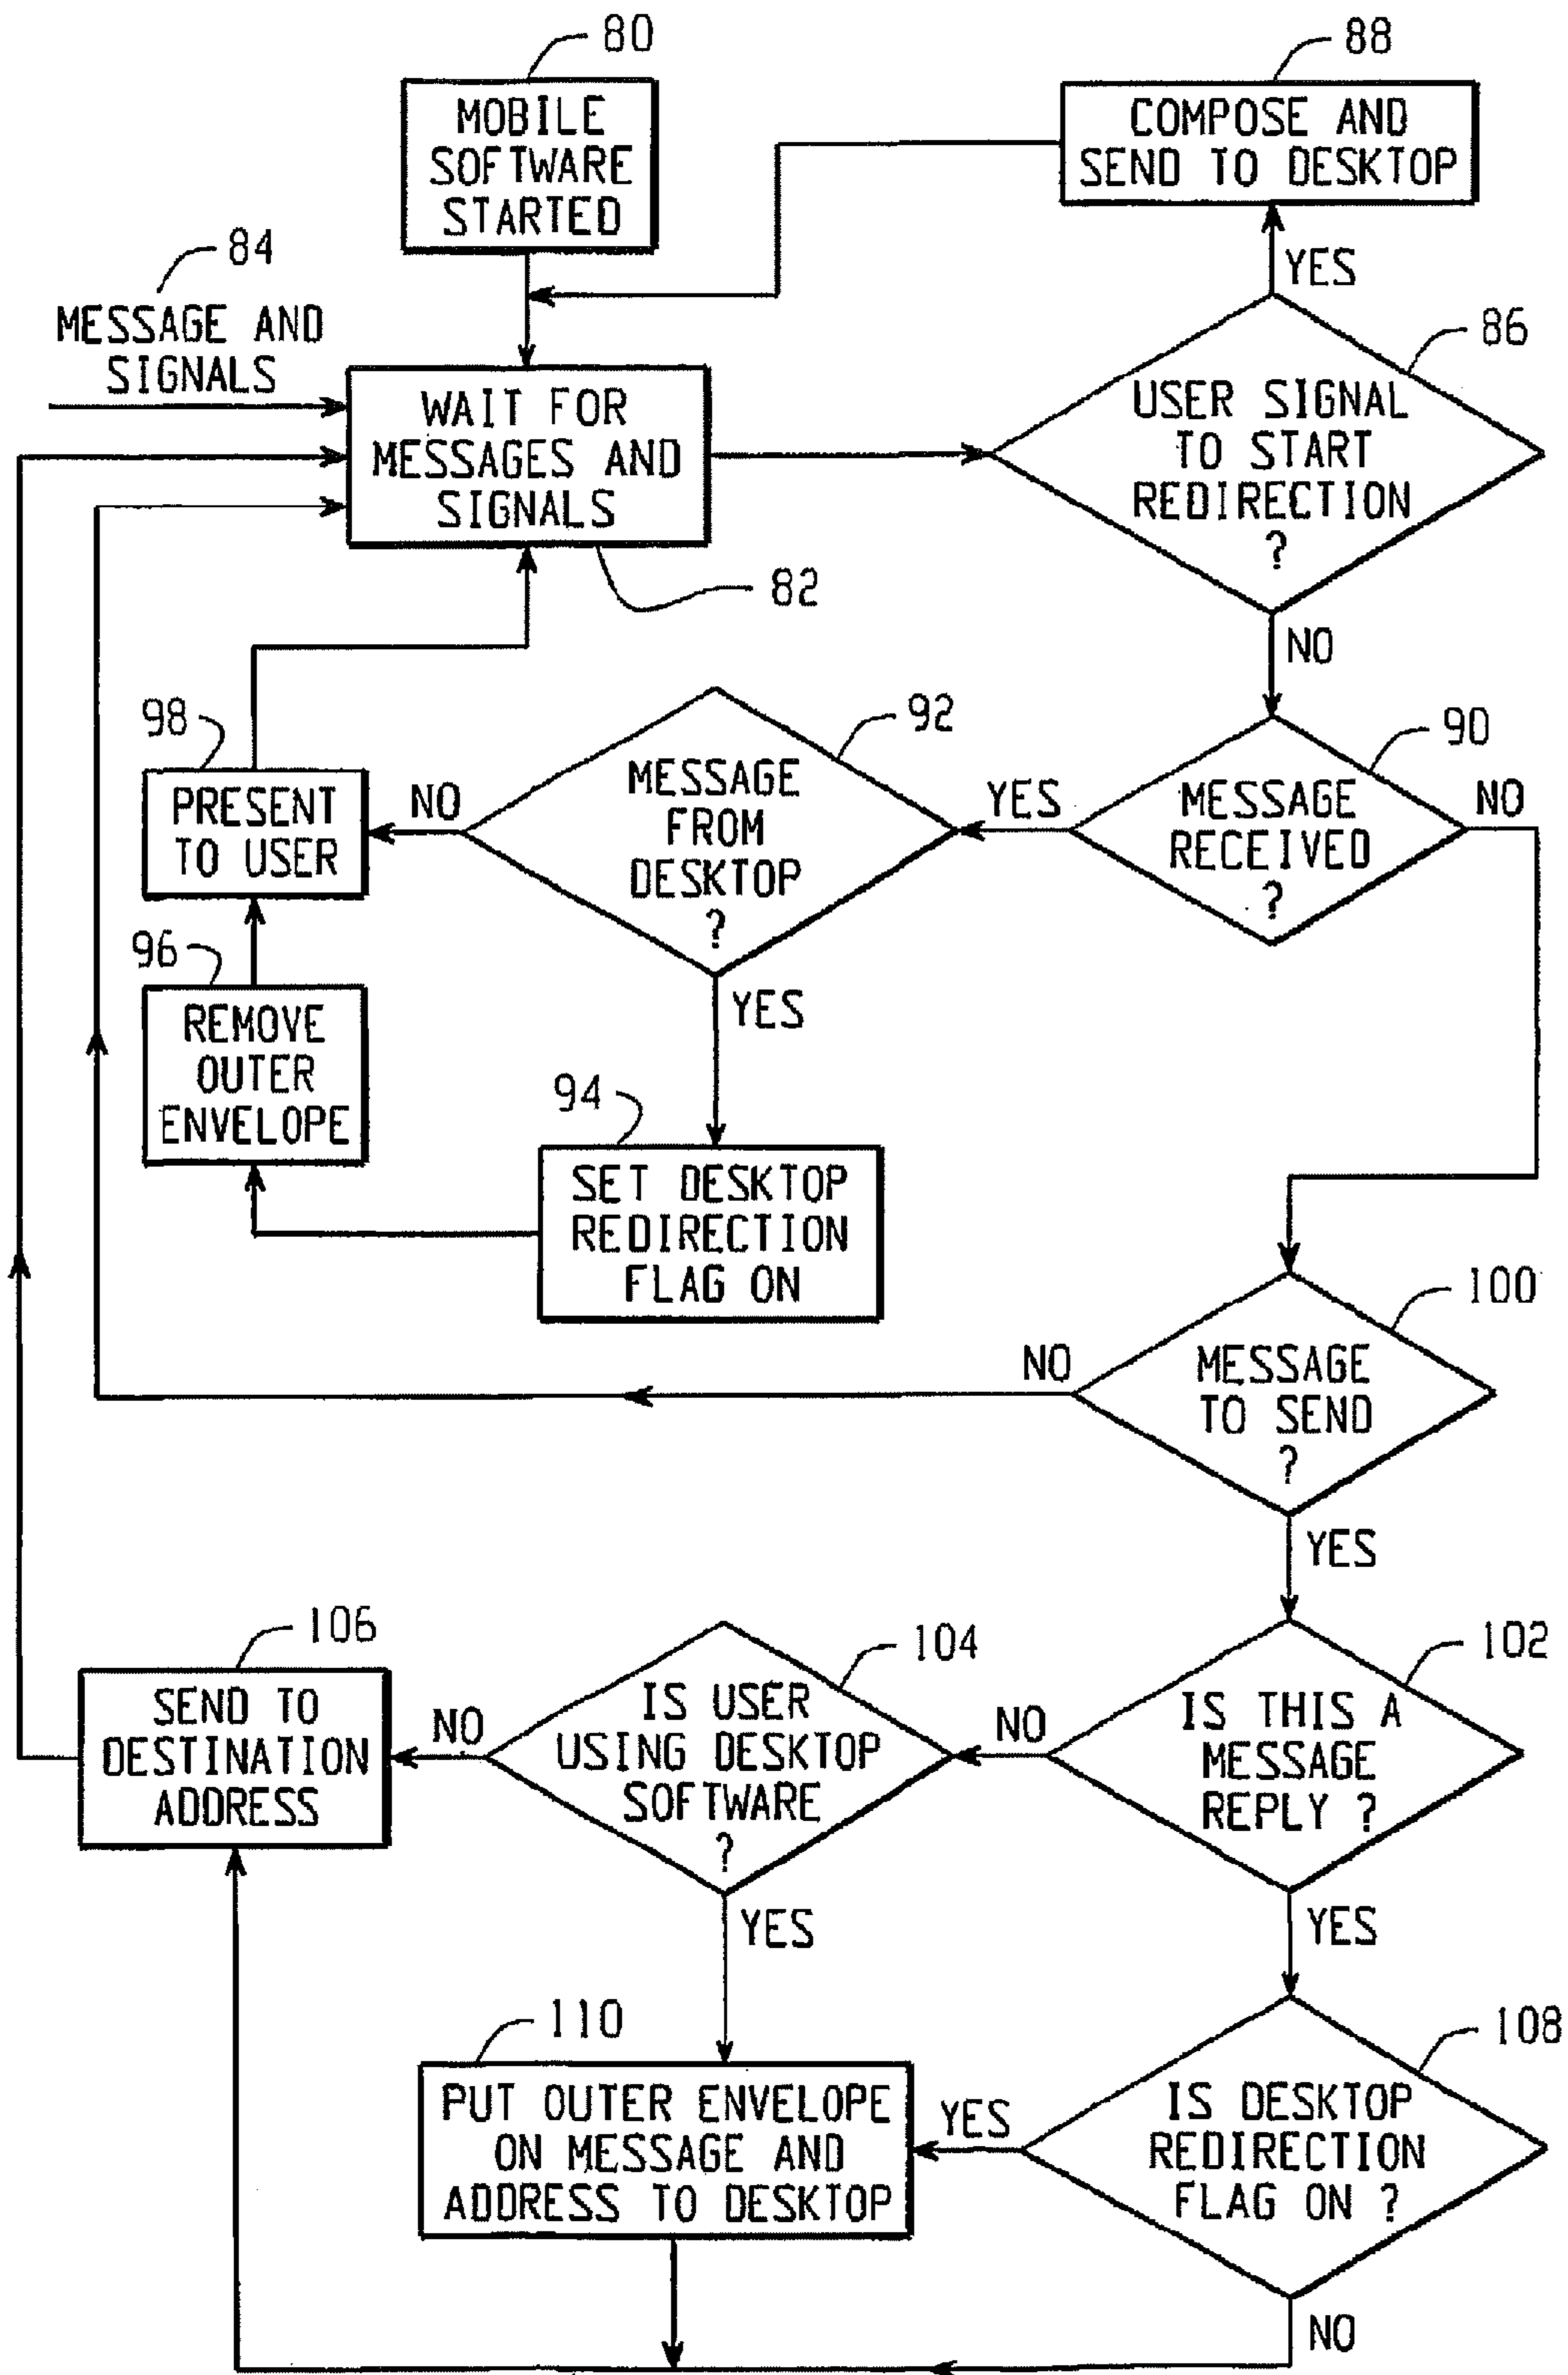 80
MOBILE
SOFTWARE
STARTED
88
COMPOSE AND
SEND TO DESKTOP
YES
84
MESSAGE AND
SIGNALS
WAIT FOR
MESSAGES AND
SIGNALS
82
86
USER SIGNAL
TO START
REDIRECTION
?
NO
98
PRESENT
TO USER
NO
92
MESSAGE
FROM
DESKTOP
?
YES
90
MESSAGE
RECEIVED
?
NO
96
REMOVE
OUTER
ENVELOPE
YES
94
SET DESKTOP
REDIRECTION
FLAG ON
100
MESSAGE
TO SEND
?
NO
YES
106
SEND TO
DESTINATION
ADDRESS
NO
104
IS USER
USING DESKTOP
SOFTWARE
?
NO
102
IS THIS A
MESSAGE
REPLY ?
YES
YES
110
PUT OUTER ENVELOPE
ON MESSAGE AND
ADDRESS TO DESKTOP
YES
108
IS DESKTOP
REDIRECTION
FLAG ON ?
NO